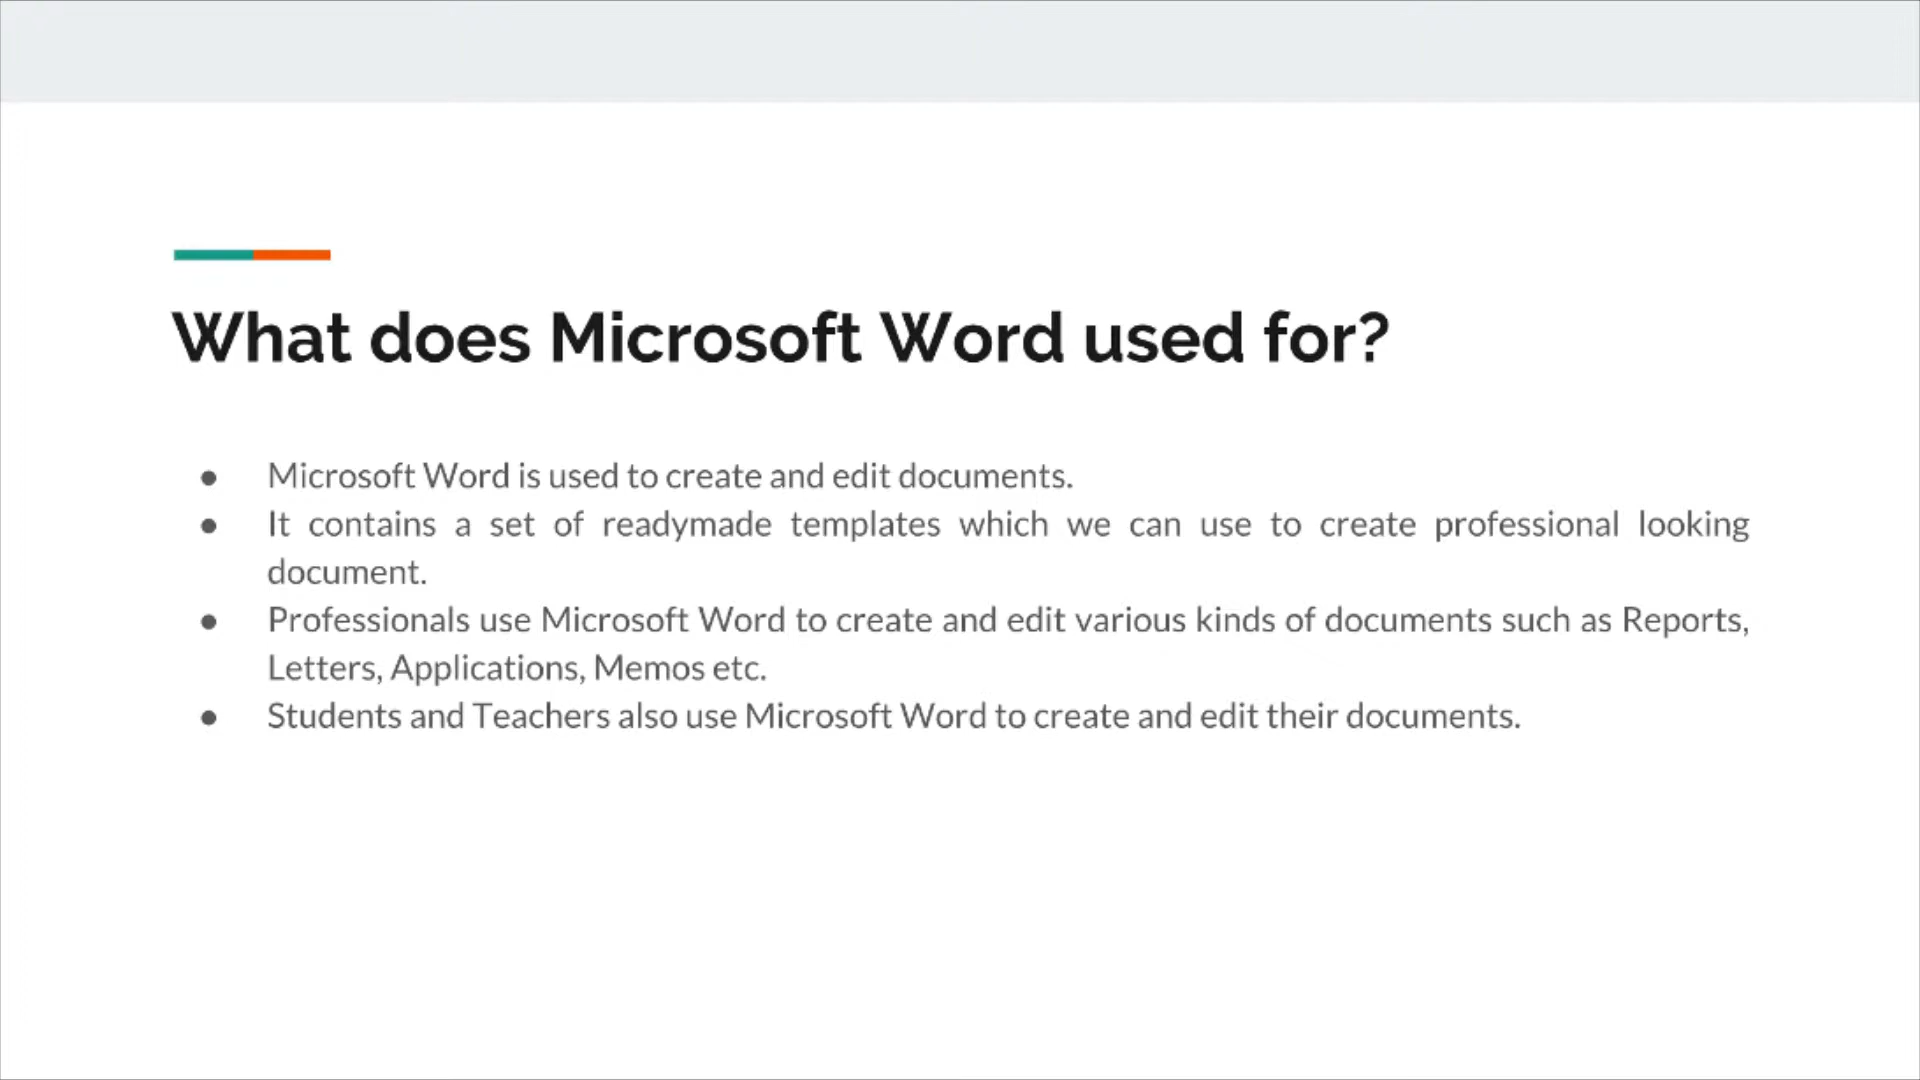 What does Microsoft Word used for?
● Microsoft Word is used to create and edit documents.
● It contains a set of readymade templates which we can use to create professional looking
document.
● Professionals use Microsoft Word to create and edit various kinds of documents such as Reports,
Letters, Applications, Memos etc.
● Students and Teachers also use Microsoft Word to create and edit their documents.